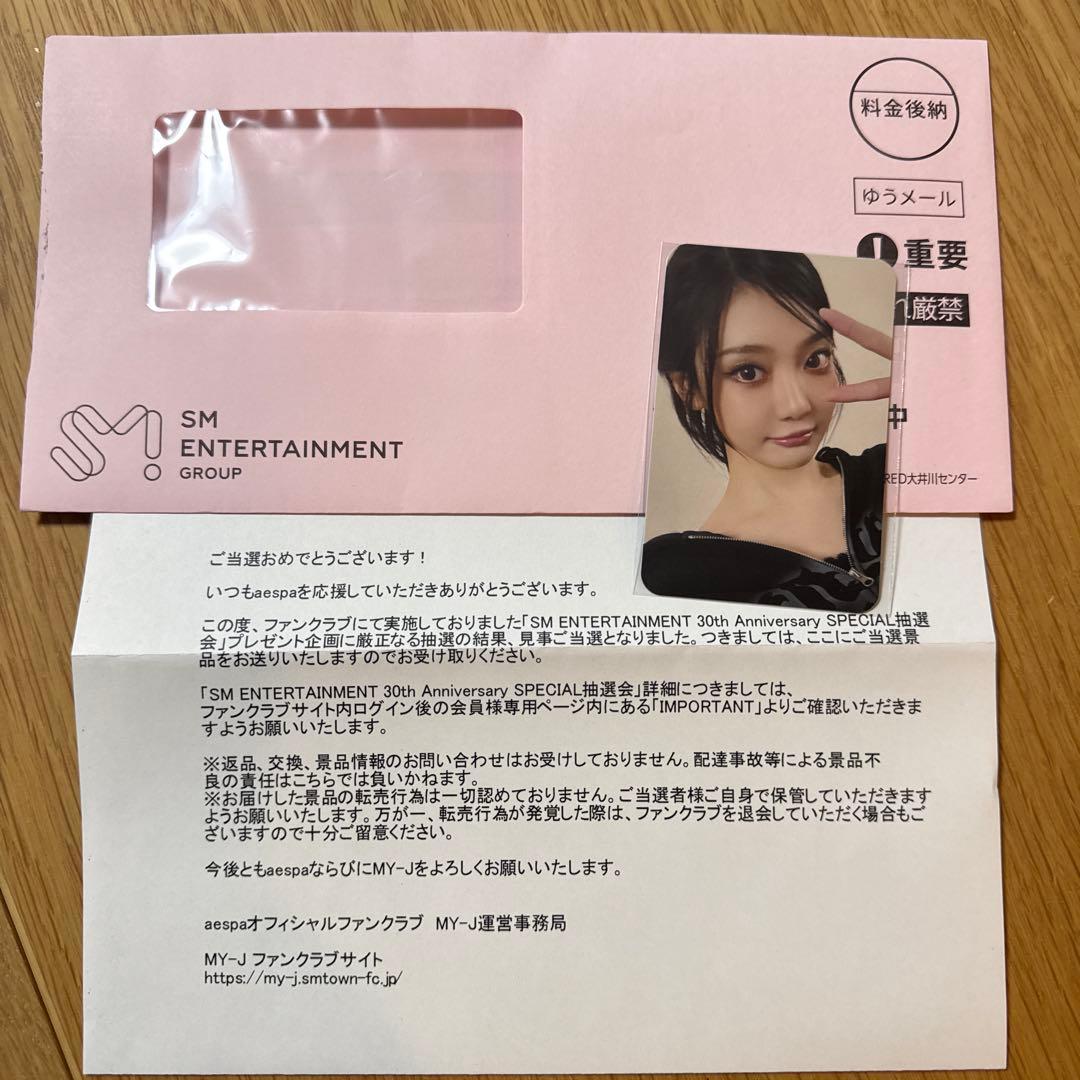 料金後納
ゆうメール
! 重要
厳禁
中
SM
ENTERTAINMENT
GROUP
RED大井川センター
ご当選おめでとうございます！
いつもaespaを応援していただきありがとうございます。
この度、ファンクラブにて実施しておりました「SM ENTERTAINMENT 30th Anniversary SPECIAL抽選
会」プレゼント企画に厳正なる抽選の結果、見事ご当選となりました。つきましては、ここにご当選景
品をお送りいたしますのでお受け取りください。
「SM ENTERTAINMENT 30th Anniversary SPECIAL抽選会」詳細につきましては、
ファンクラブサイト内ログイン後の会員様専用ページ内にある「IMPORTANT」よりご確認いただきま
すようお願いいたします。
※返品、交換、景品情報のお問い合わせはお受けしておりません。配達事故等による景品不
良の責任はこちらでは負いかねます。
※お届けした景品の転売行為は一切認めておりません。ご当選者様ご自身で保管していただきます
ようお願いいたします。万が一、転売行為が発覚した際は、ファンクラブを退会していただく場合もご
ざいますので十分ご留意ください。
今後ともaespaならびにMY-Jをよろしくお願いいたします。
aespaオフィシャルファンクラブ　MY-J運営事務局
MY-J ファンクラブサイト
https://my-j.smtown-fc.jp/